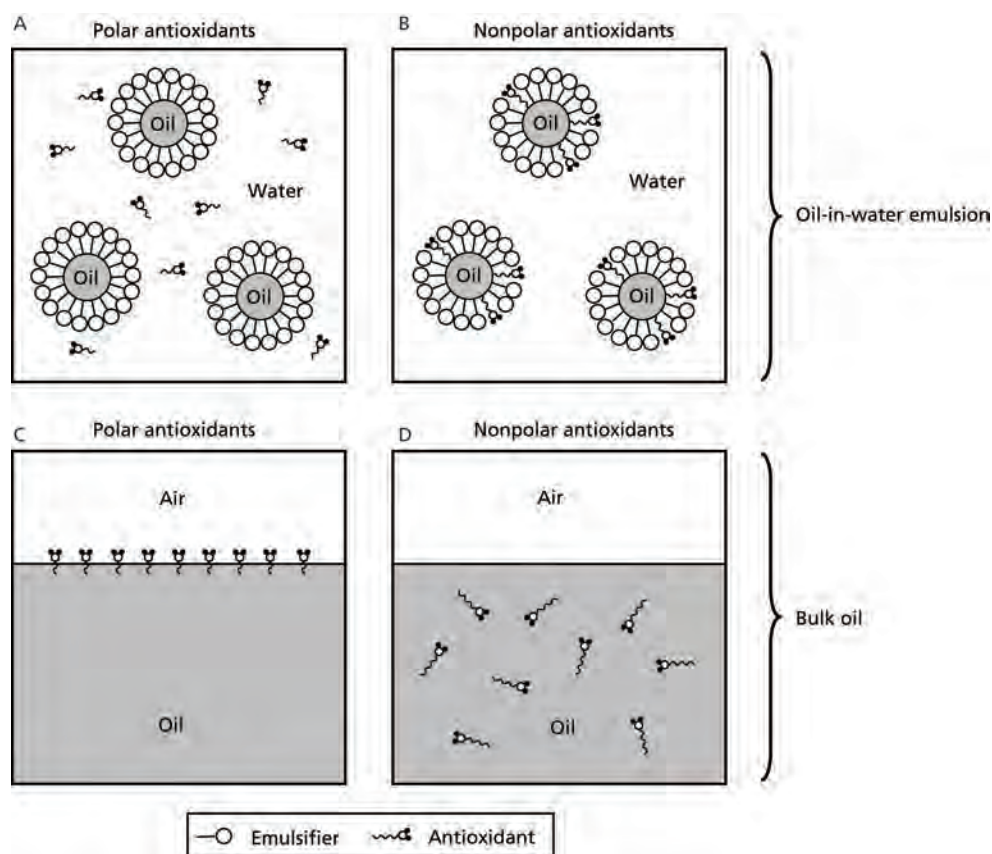 A
Polar antioxidants
B
Nonpolar antioxidants
Oil
Oil
Water
Water
Oil-in-water emulsion
Oil
Oil
Oil
Oil
C
Polar antioxidants
D
Nonpolar antioxidants
Air
Air
Bulk oil
Oil
Oil
Emulsifier
Antioxidant